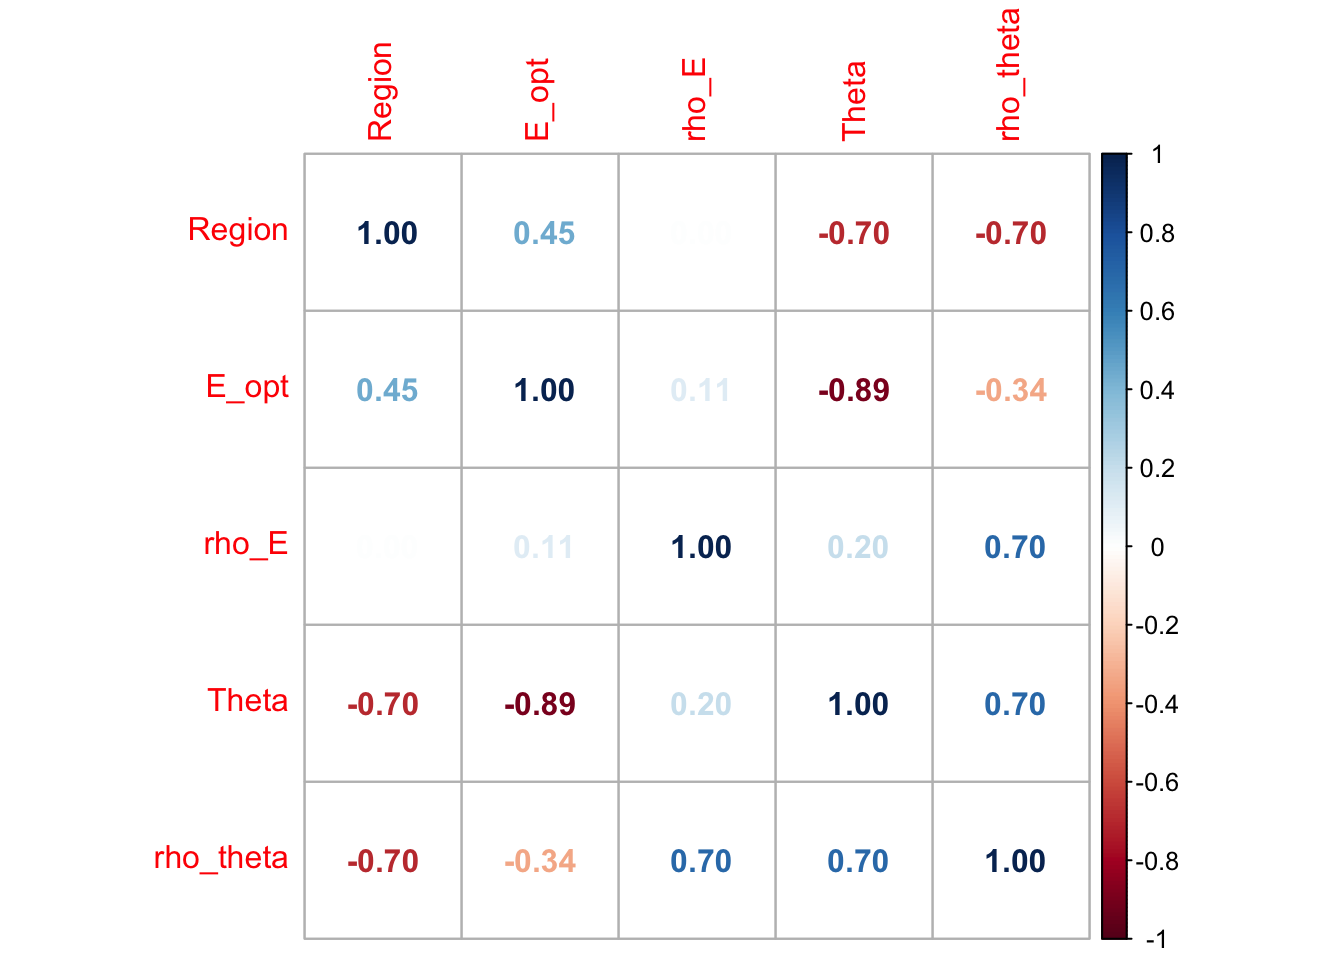 Region E_opt rho_E Theta rho_theta
Region 1.00 0.45 -0.70 -0.70
E_opt 0.45 1.00 0.11 -0.89 -0.34
rho_E 0.11 1.00 0.20 0.70
Theta -0.70 -0.89 0.20 1.00 0.70
rho_theta -0.70 -0.34 0.70 0.70 1.00
1
0.8
0.6
0.4
0.2
0
-0.2
-0.4
-0.6
-0.8
-1